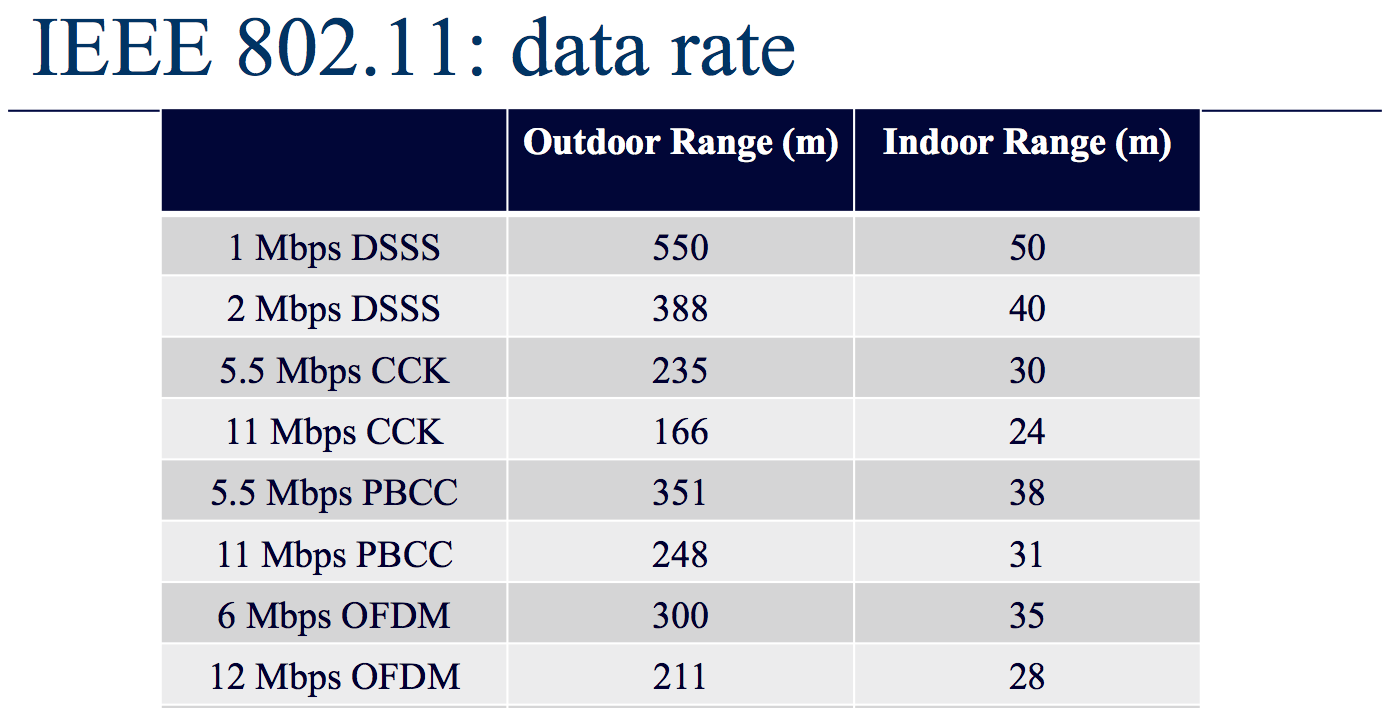 IEEE 802.11: data rate
Outdoor Range (m) Indoor Range (m)
1 Mbps DSSS 550 50
2 Mbps DSSS 388 40
5.5 Mbps CCK 235 30
11 Mbps CCK 166 24
5.5 Mbps PBCC 351 38
11 Mbps PBCC 248 31
6 Mbps OFDM 300 35
12 Mbps OFDM 211 28